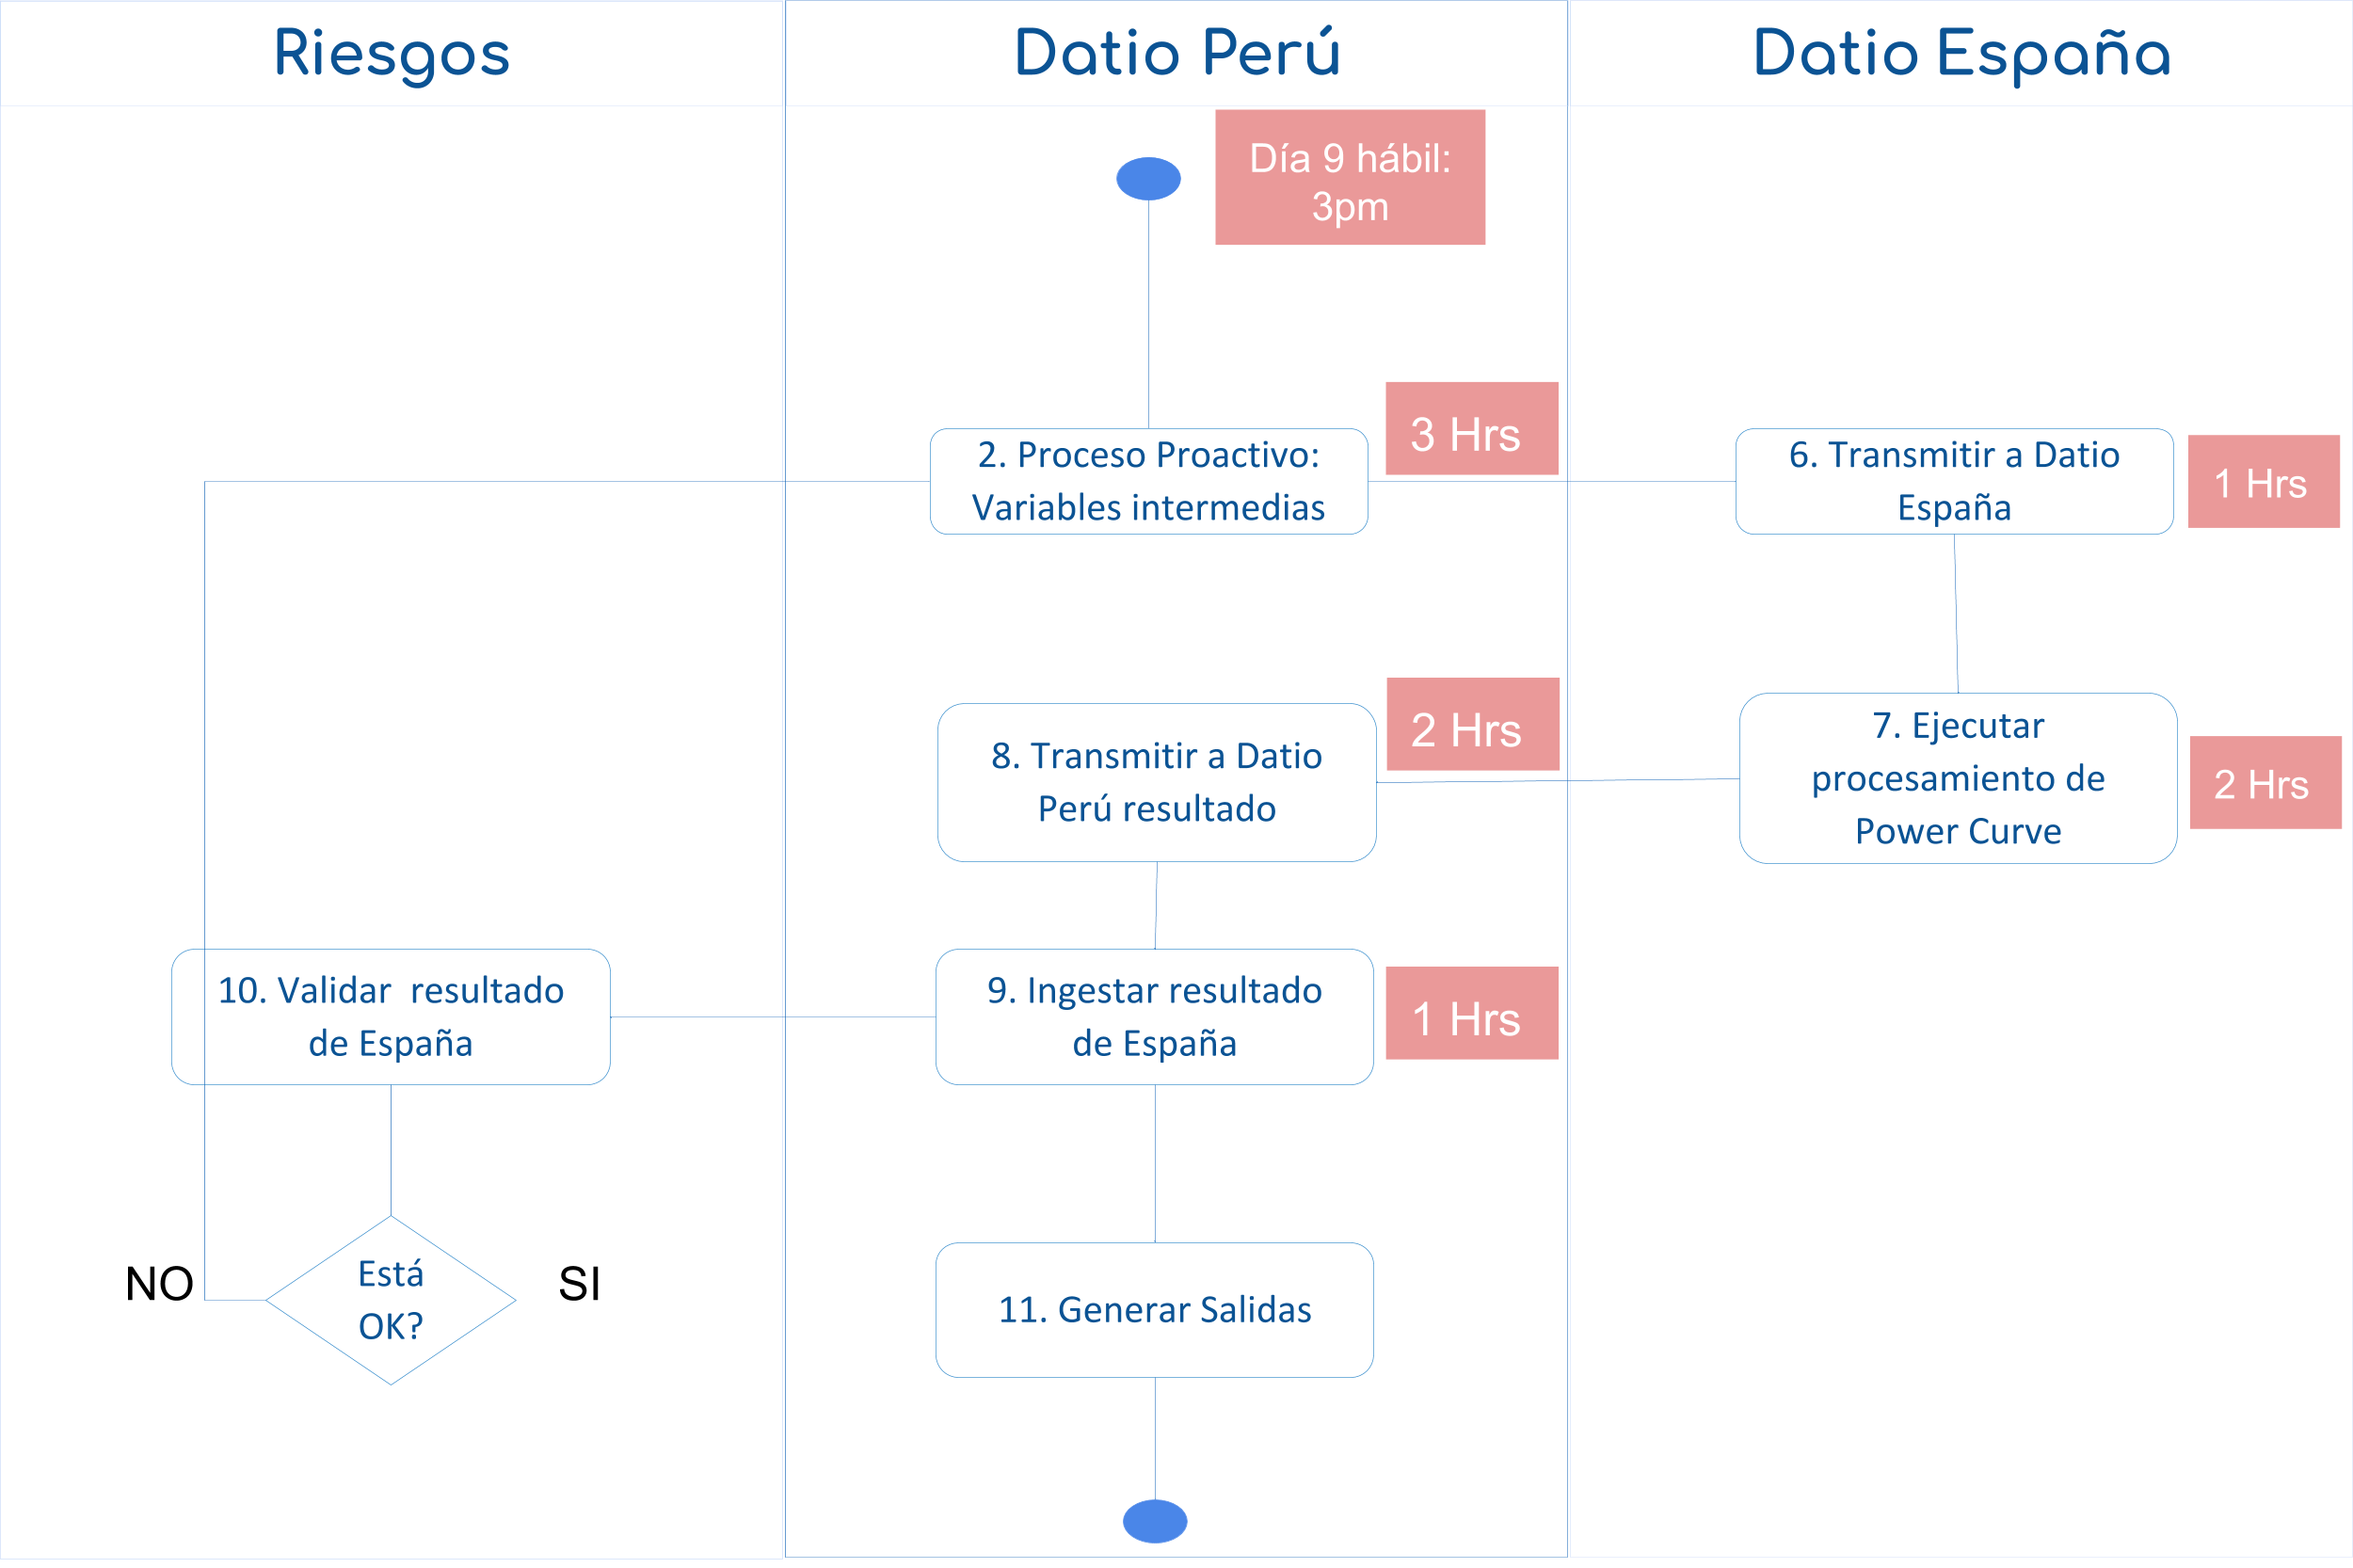 Riesgos
Datio Perú
Datio España
Día 9 hábil:
3pm
3 Hrs
2. Proceso Proactivo:
Variables intermedias
6. Transmitir a Datio
España
1 Hrs
2 Hrs
8. Transmitir a Datio
Perú resultado
7. Ejecutar
procesamiento de
Power Curve
2 Hrs
10. Validar  resultado
de España
9. Ingestar resultado
de España
1 Hrs
NO
Está
OK?
SI
11. Generar Salidas